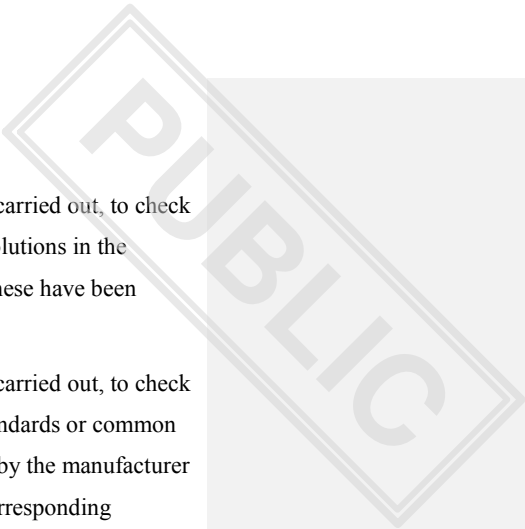 carried out, to check
olutions in the
hese have been
carried out, to check
ndards or common
by the manufacturer
rresponding
PUBLIC